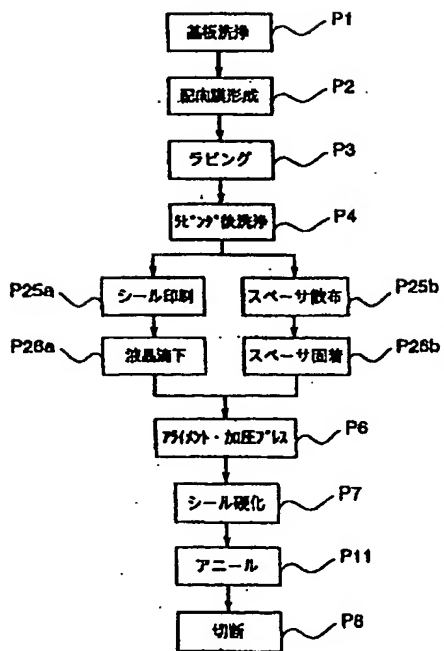 基板洗浄 P1
配向膜形成 P2
ラビング P3
ラビング後洗浄 P4
P25a シール印刷 スペーサ散布 P25b
P26a 液晶滴下 スペーサ固着 P26b
アライメント・加圧プレス P6
シール硬化 P7
アニール P11
切断 P8